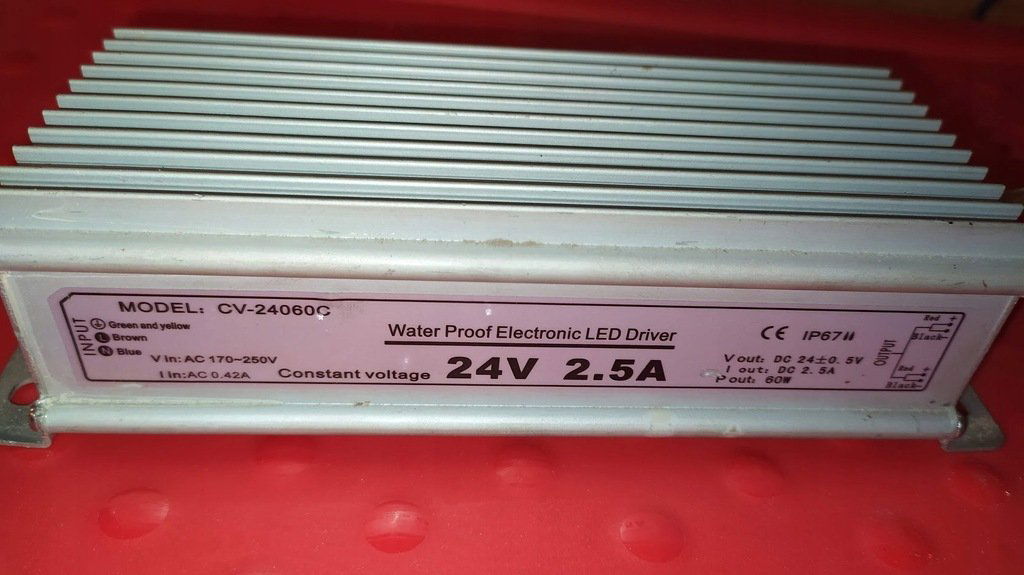 MODEL: CV-24060C
INPUT
Green and yellow
L Brown
N Blue
V in: AC 170~250V
I in: AC 0.42A
Water Proof Electronic LED Driver
Constant voltage 24V 2.5A
CE IP67
V out: DC 24±0.5V
I out: DC 2.5A
Pout: 60W
OUTPUT
Red +
Black -
Red +
Black -